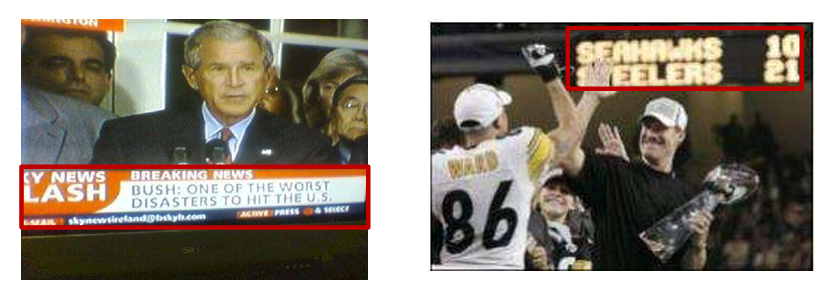 KY NEWS
LASH
BREAKING NEWS
BUSH: ONE OF THE WORST
DISASTERS TO HIT THE U.S.
skynewsireland@bskyb.com
ACTIVE PRESS & SELECT
SEAHAWKS 10
STEELERS 21
WARD
86